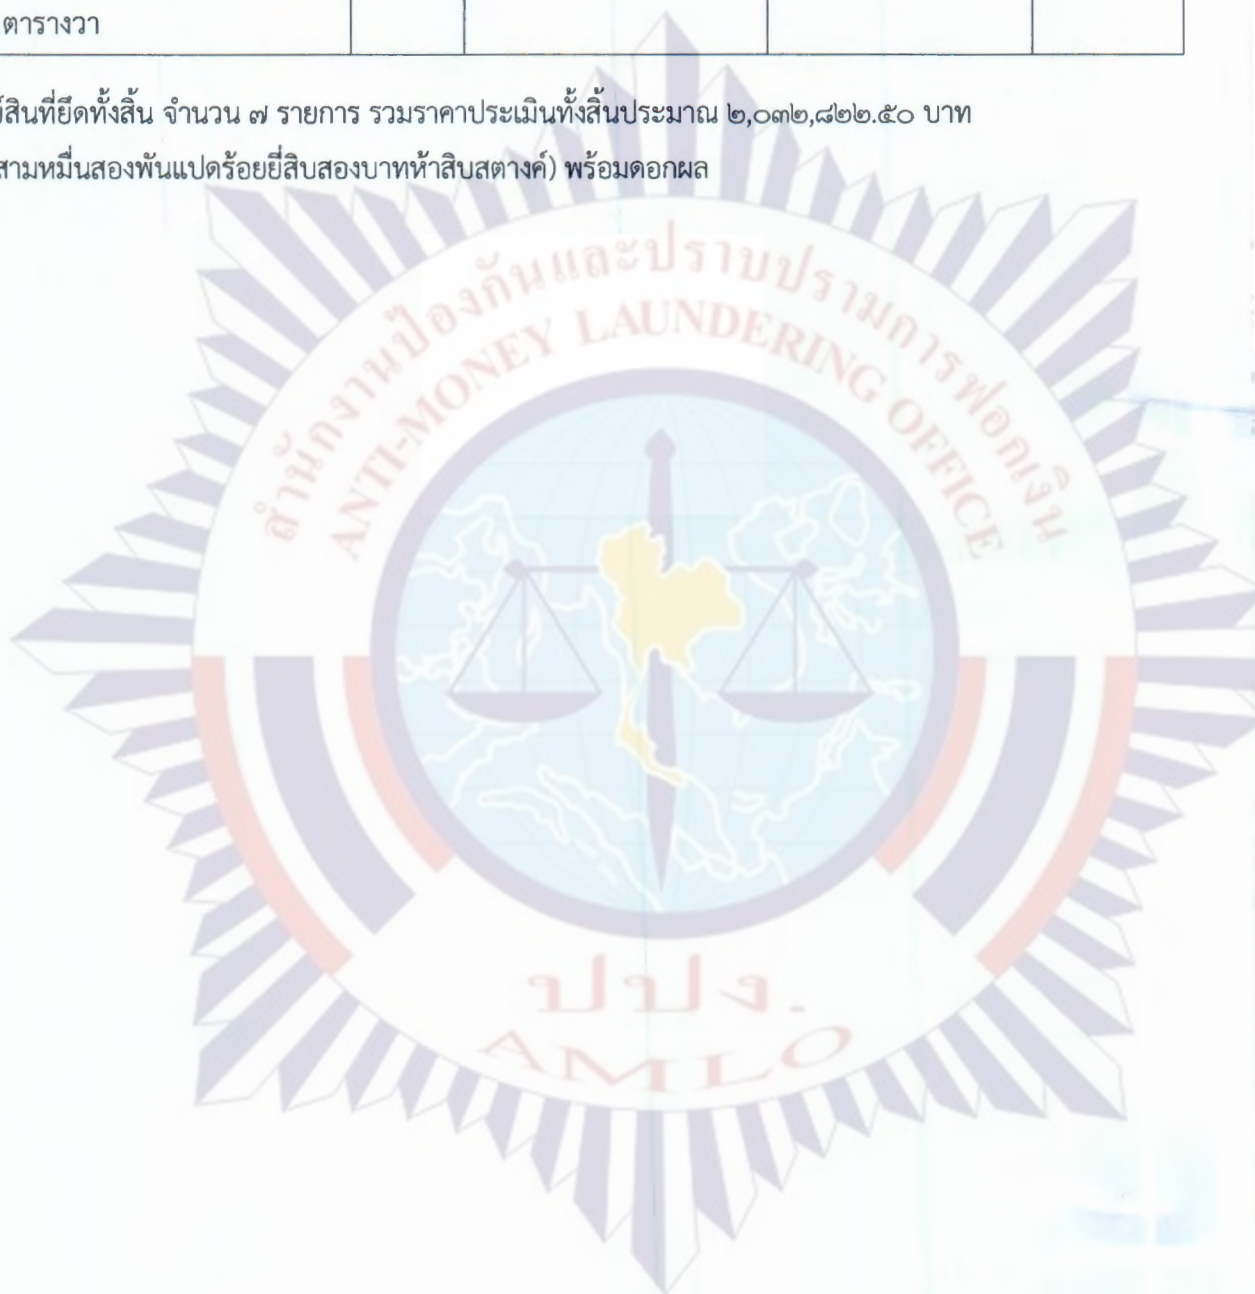 ตารางวา
์สินที่ยึดทั้งสิ้น จำนวน ๗ รายการ รวมราคาประเมินทั้งสิ้นประมาณ ๒,๐๓๒,๘๒๒.๕๐ บาท
สามหมื่นสองพันแปดร้อยยี่สิบสองบาทห้าสิบสตางค์) พร้อมดอกผล
สำนักงานป้องกันและปราบปรามการฟอกเงิน
ANTI-MONEY LAUNDERING OFFICE
ปปง.
AMLO